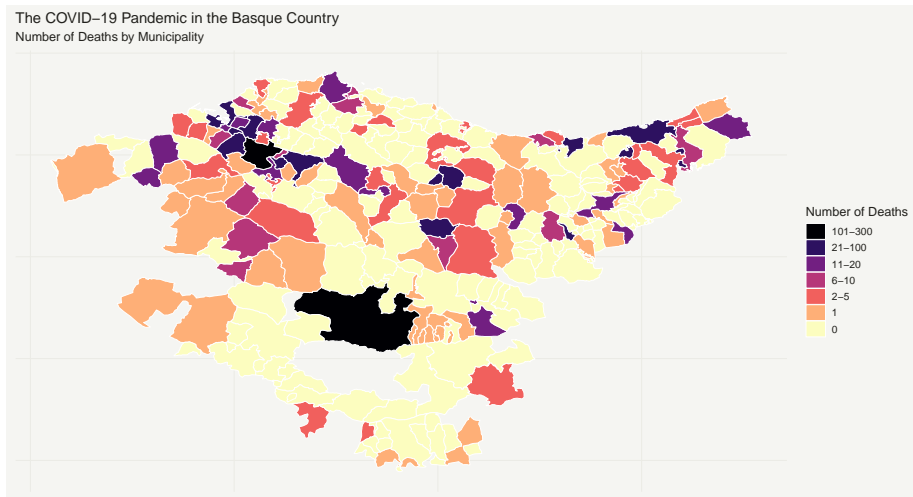 The COVID−19 Pandemic in the Basque Country
Number of Deaths by Municipality
Number of Deaths
101−300
21−100
11−20
6−10
2−5
1
0